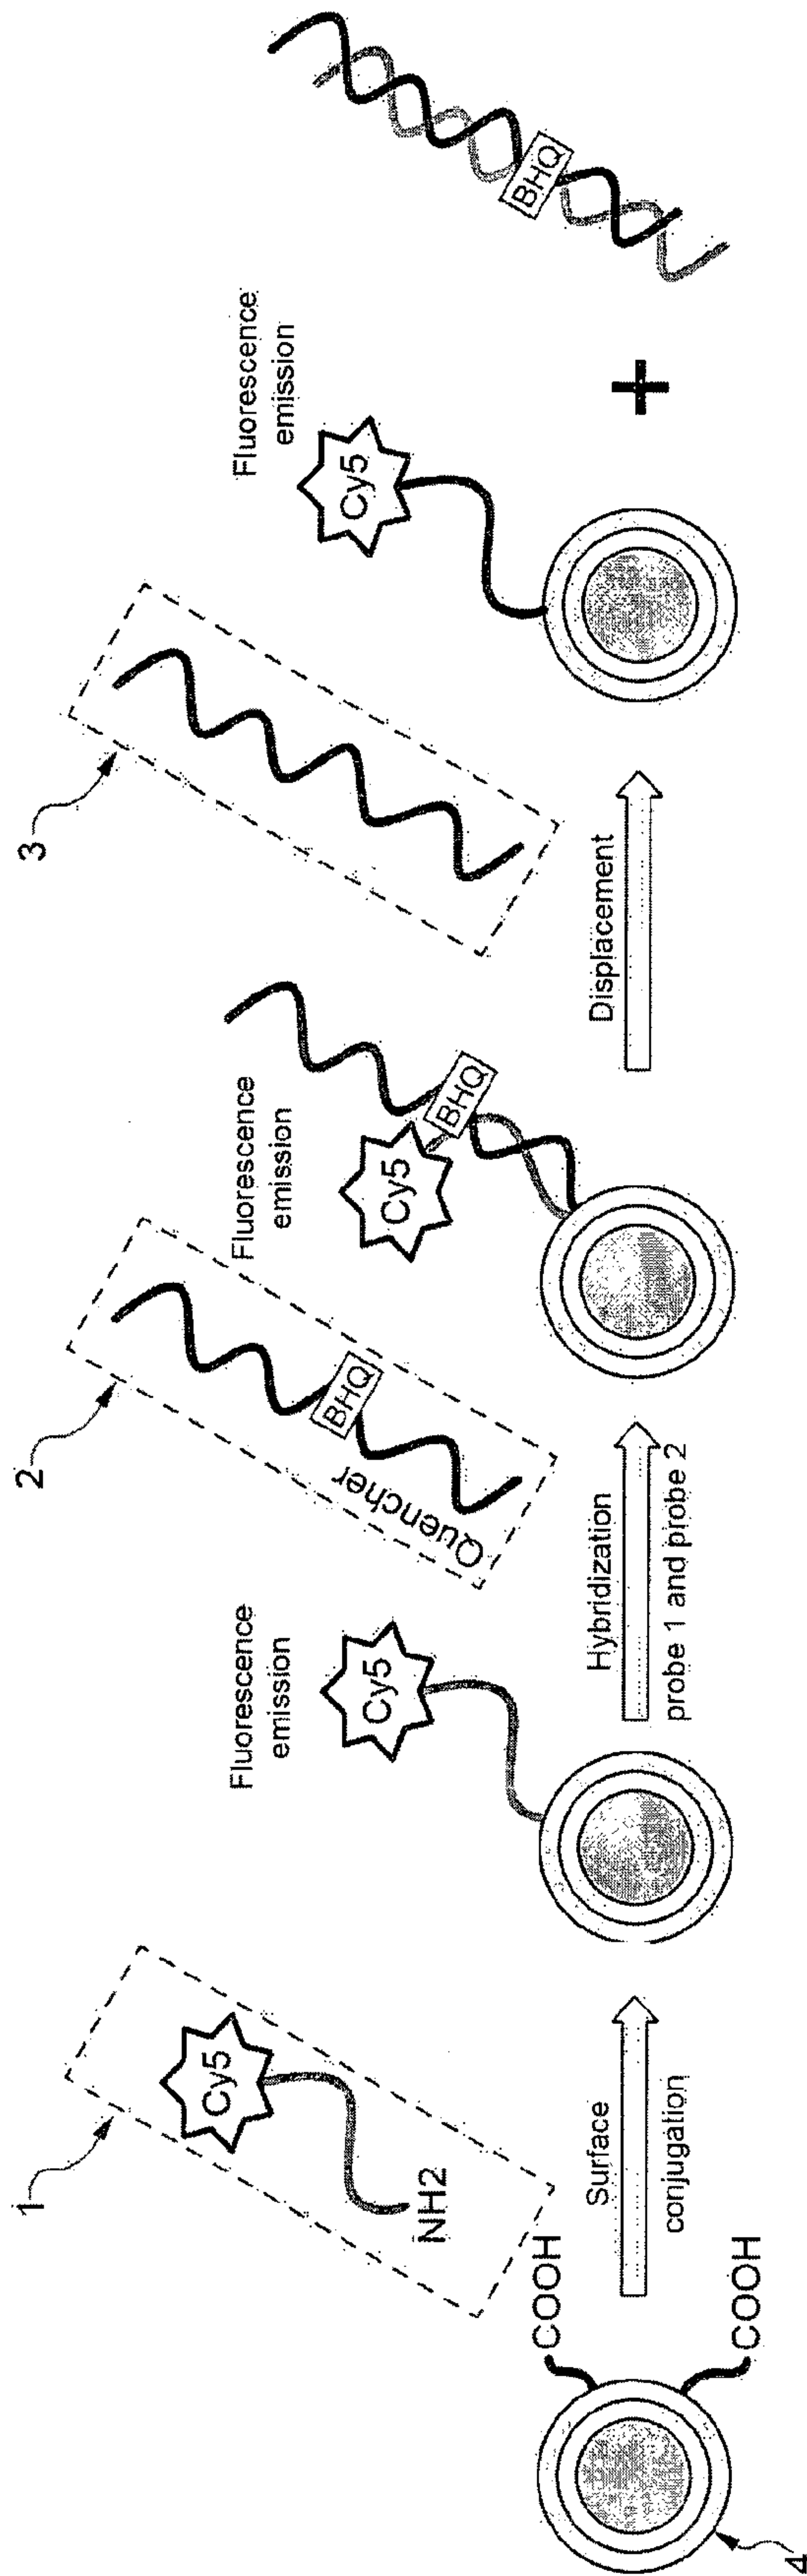 4
COOH
COOH
1
Cy5
NH2
Surface
conjugation
Fluorescence
emission
Cy5
2
Quencher
BHQ
Hybridization
probe 1 and probe 2
Fluorescence
emission
Cy5
BHQ
3
Displacement
Fluorescence
emission
Cy5
+
BHQ